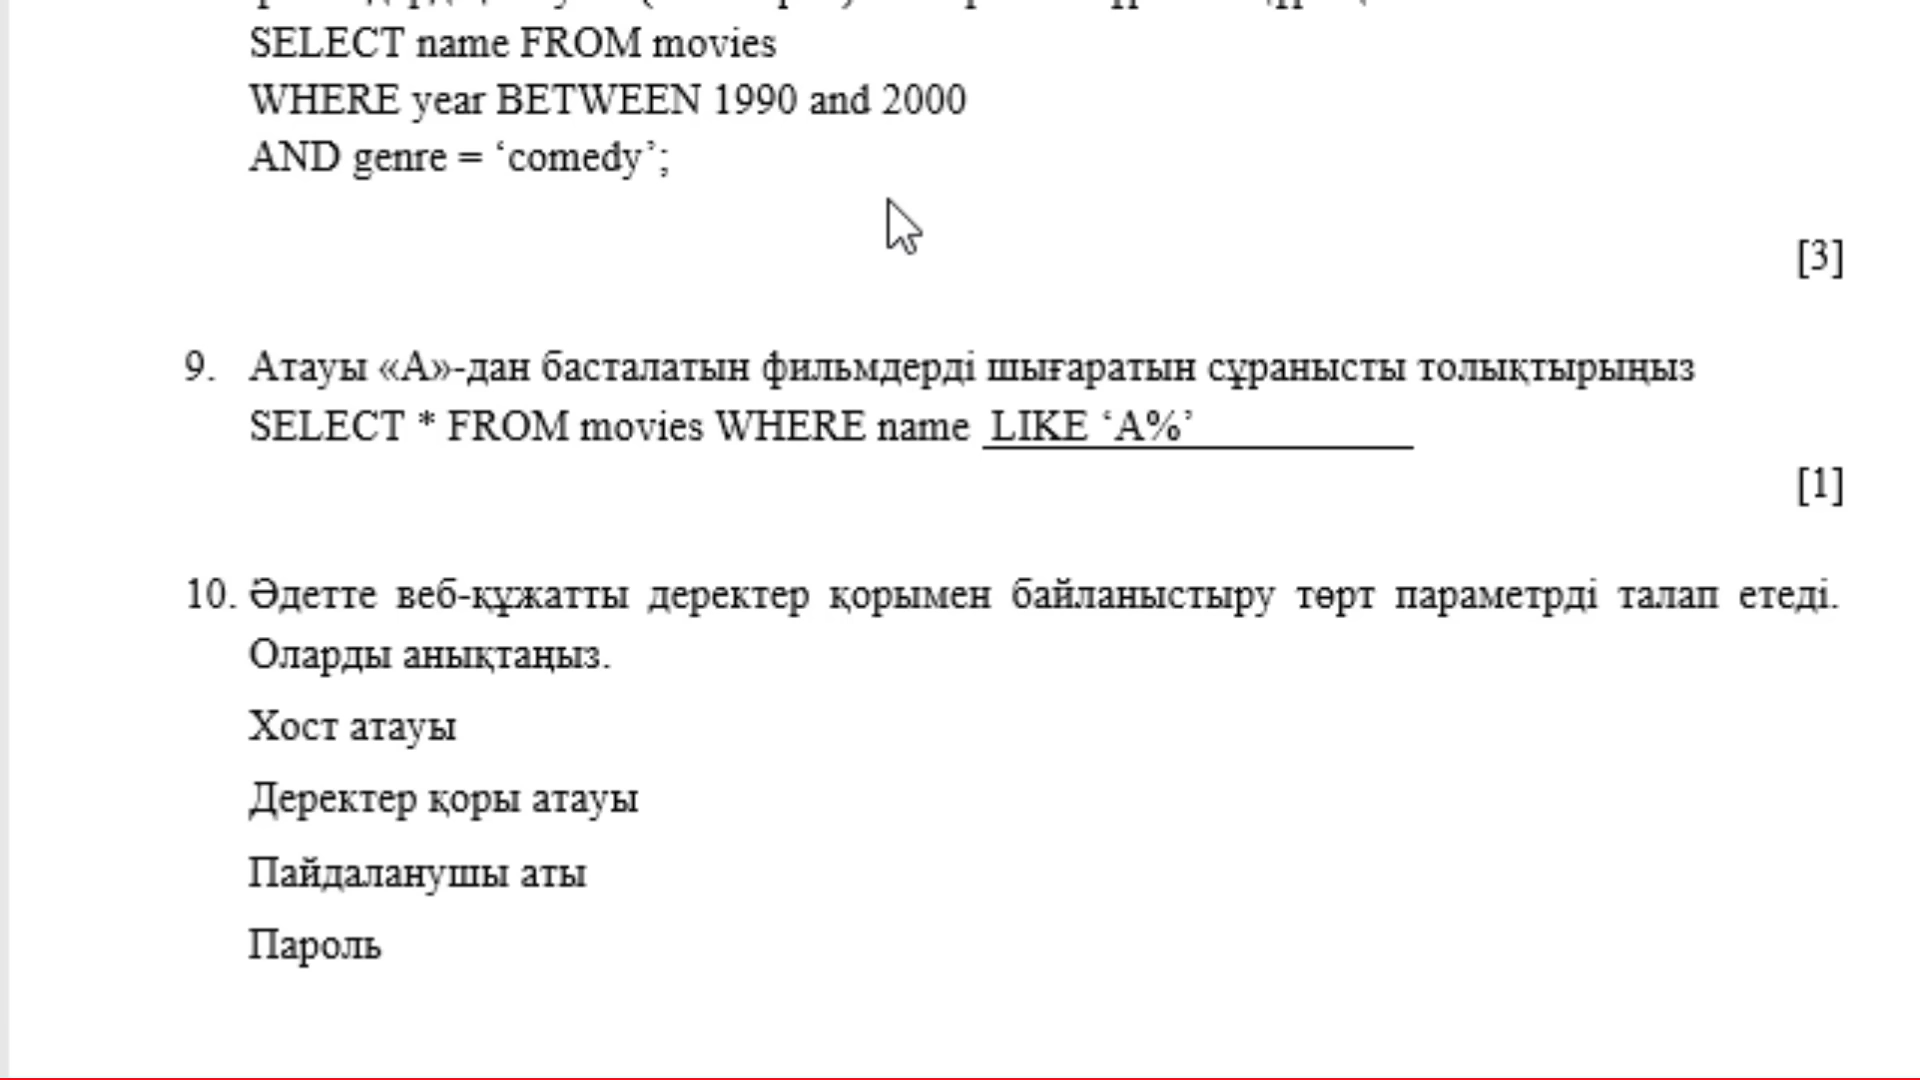 SELECT name FROM movies
WHERE year BETWEEN 1990 and 2000
AND genre = ‘comedy’;
[3]
9. Атауы «А»-дан басталатын фильмдерді шығаратын сұранысты толықтырыңыз
SELECT * FROM movies WHERE name LIKE ‘A%’
[1]
10. Әдетте веб-құжатты деректер қорымен байланыстыру төрт параметрді талап етеді.
Оларды анықтаңыз.
Хост атауы
Деректер қоры атауы
Пайдаланушы аты
Пароль